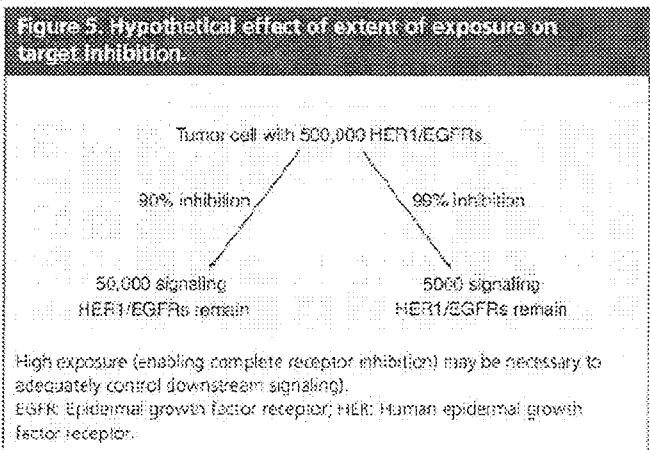 Figure 5. Hypothetical effect of extent of exposure on
target inhibition.
Tumor cell with 500,000 HER1/EGFRs
90% inhibition
99% inhibition
50,000 signaling
HER1/EGFRs remain
5000 signaling
HER1/EGFRs remain
High exposure (enabling complete receptor inhibition) may be necessary to
adequately control downstream signaling).
EGFR: Epidermal growth factor receptor; HER: Human epidermal growth
factor receptor.